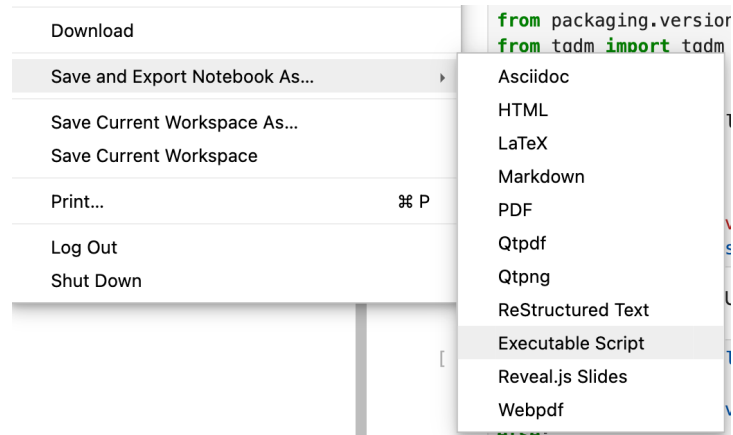 Download
Save and Export Notebook As...
Save Current Workspace As...
Save Current Workspace
Print... ⌘ P
Log Out
Shut Down
from packaging.version
from tqdm import tqdm
Asciidoc
HTML
LaTeX
Markdown
PDF
Qtpdf
Qtpng
ReStructured Text
Executable Script
Reveal.js Slides
Webpdf
[